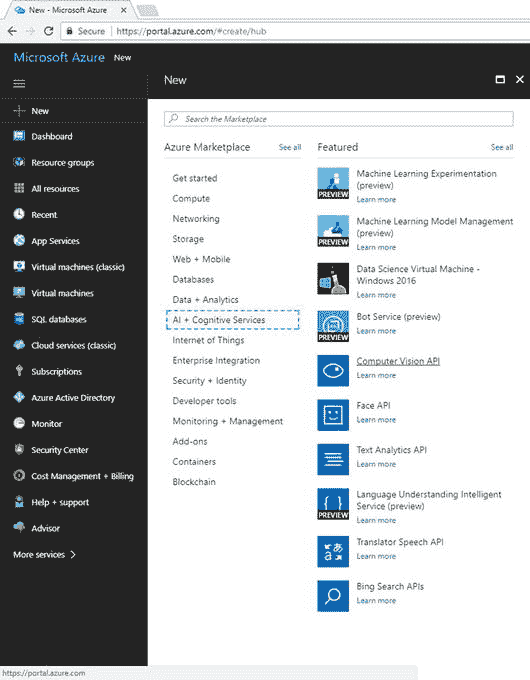 New - Microsoft Azure
Secure https://portal.azure.com/#create/hub
Microsoft Azure New
New
Dashboard
Resource groups
All resources
Recent
App Services
Virtual machines (classic)
Virtual machines
SQL databases
Cloud services (classic)
Subscriptions
Azure Active Directory
Monitor
Security Center
Cost Management + Billing
Help + support
Advisor
More services
New
Search the Marketplace
Azure Marketplace See all
Get started
Compute
Networking
Storage
Web + Mobile
Databases
Data + Analytics
AI + Cognitive Services
Internet of Things
Enterprise Integration
Security + Identity
Developer tools
Monitoring + Management
Add-ons
Containers
Blockchain
Featured See all
PREVIEW
Machine Learning Experimentation
(preview)
Learn more
PREVIEW
Machine Learning Model Management
(preview)
Learn more
Data Science Virtual Machine -
Windows 2016
Learn more
PREVIEW
Bot Service (preview)
Learn more
Computer Vision API
Learn more
Face API
Learn more
Text Analytics API
Learn more
PREVIEW
Language Understanding Intelligent
Service (preview)
Learn more
Translator Speech API
Learn more
Bing Search APIs
Learn more
https://portal.azure.com